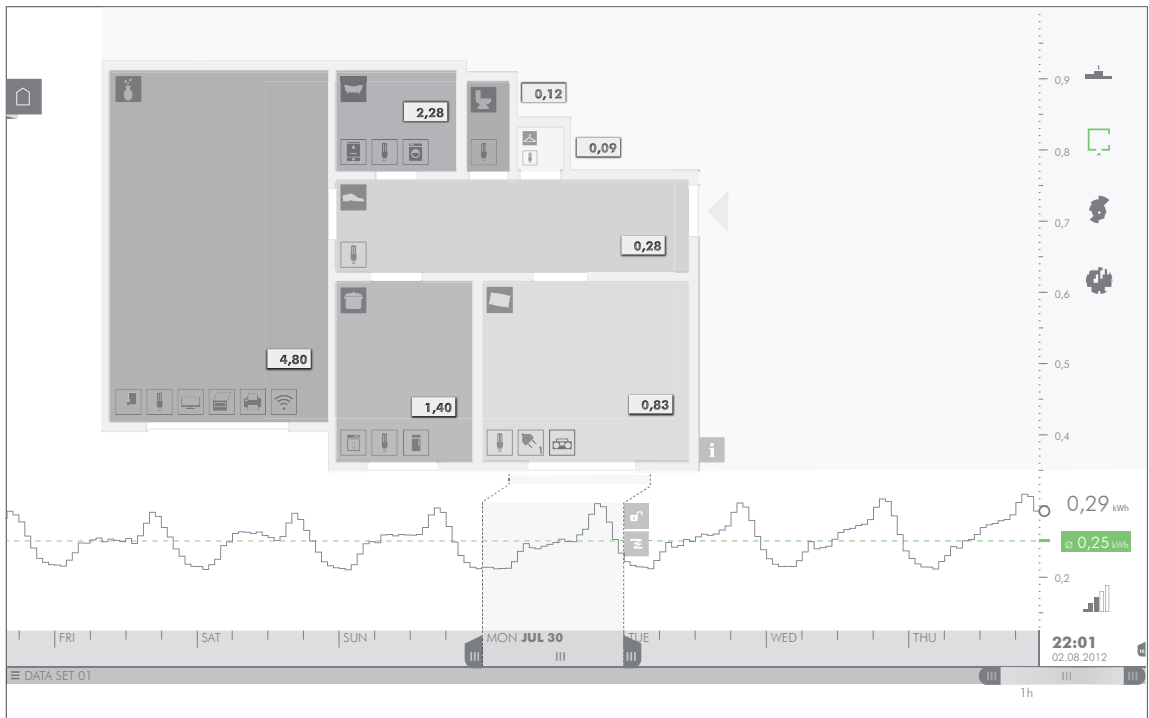 0,12
2,28
0,09
0,28
4,80
1,40
0,83
1
i
1
0,9
0,8
0,7
0,6
0,5
0,4
0,29 kWh
Ø 0,25 kWh
0,2
FRI
SAT
SUN
MON JUL 30
TUE
WED
THU
22:01
02.08.2012
DATA SET 01
1h